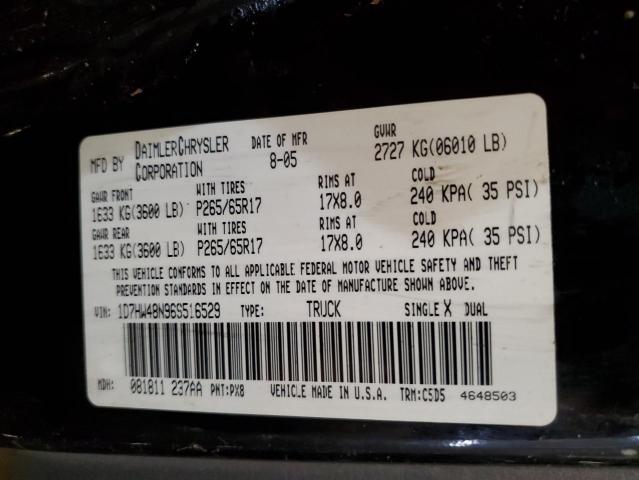 MFD BY DAIMLERCHRYSLER CORPORATION DATE OF MFR 8-05 GVWR 2727 KG(06010 LB)
GAWR FRONT WITH TIRES RIMS AT COLD
1633 KG(3600 LB) P265/65R17 17X8.0 240 KPA( 35 PSI)
GAWR REAR WITH TIRES RIMS AT COLD
1633 KG(3600 LB) P265/65R17 17X8.0 240 KPA( 35 PSI)
THIS VEHICLE CONFORMS TO ALL APPLICABLE FEDERAL MOTOR VEHICLE SAFETY AND THEFT
PREVENTION STANDARDS IN EFFECT ON THE DATE OF MANUFACTURE SHOWN ABOVE.
VIN: 1D7HW48N96S516529 TYPE: TRUCK SINGLE X DUAL
MDH: 081811 237AA PNT:PX8 VEHICLE MADE IN U.S.A. TRM:C5D5 4648503